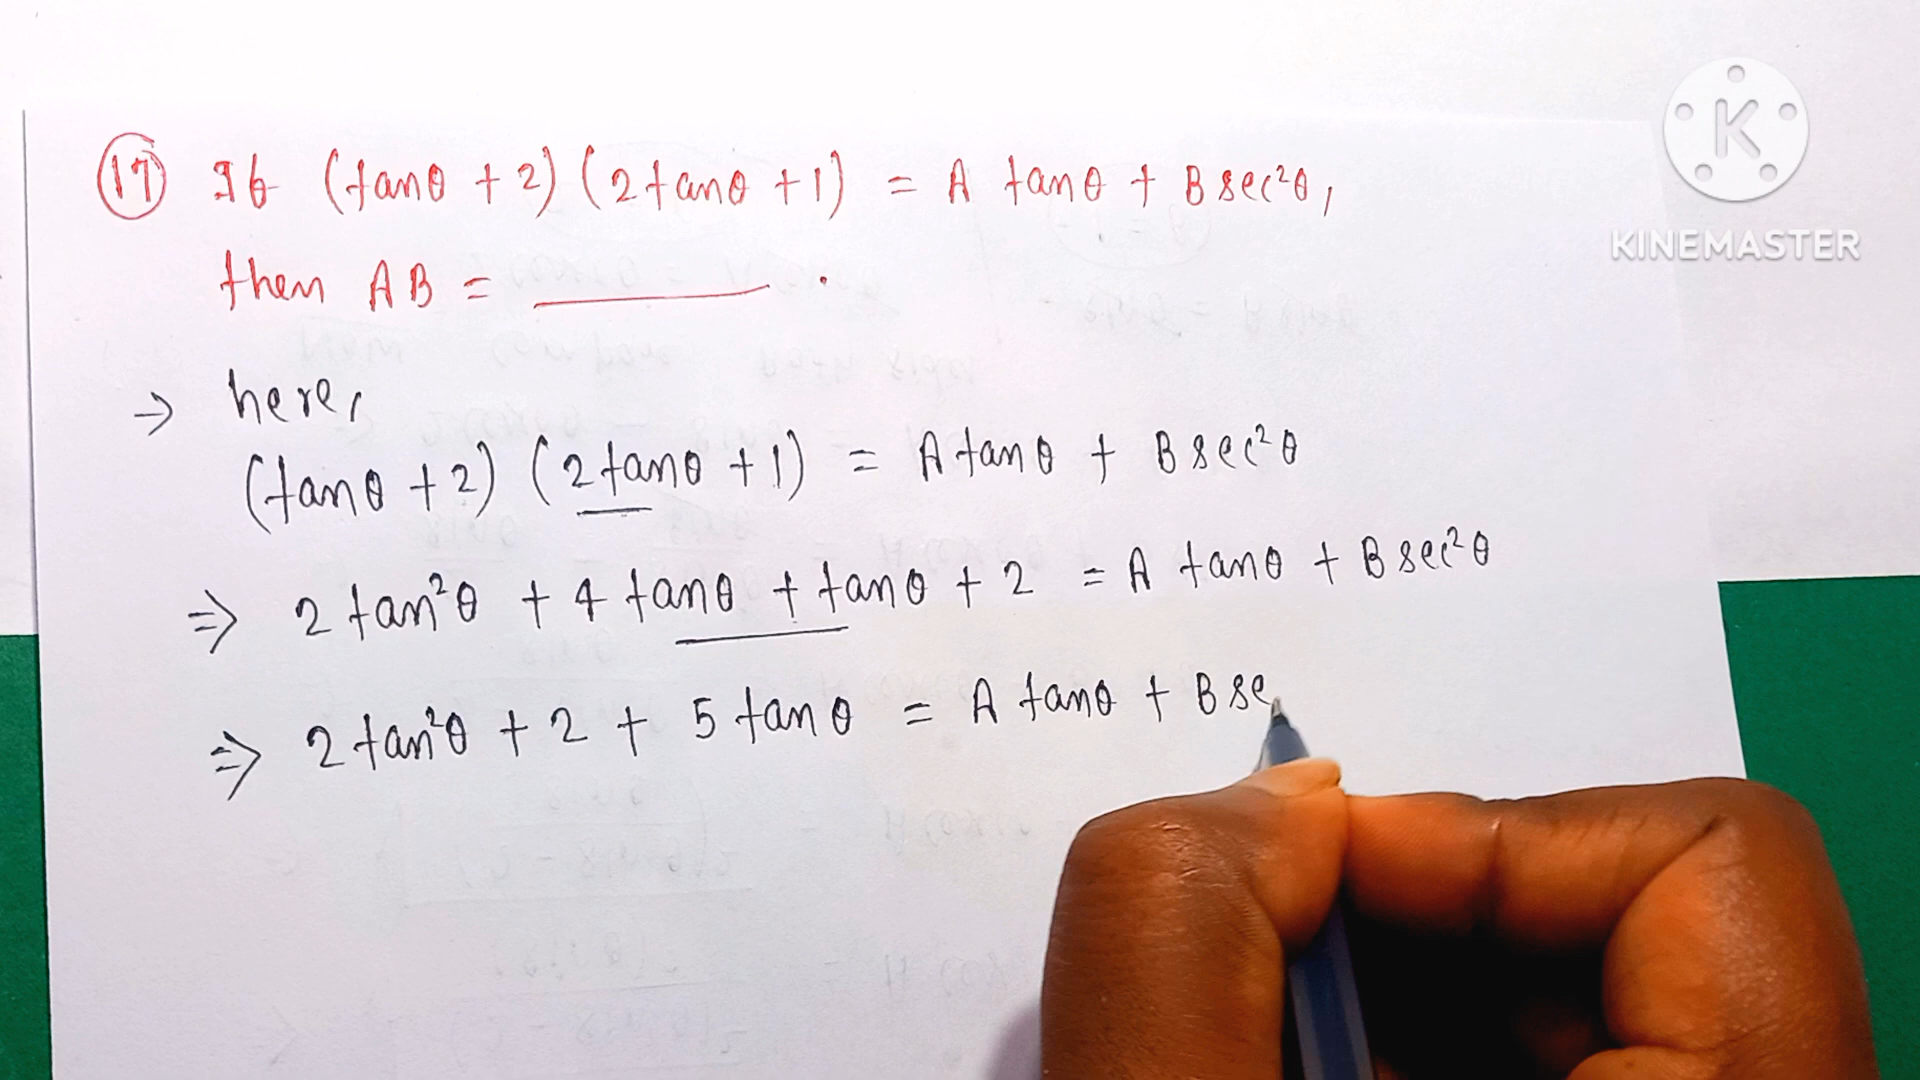 17 If (tanθ + 2) (2tanθ + 1) = A tanθ + B sec²θ,
then AB = ________ .
→ here,
(tanθ + 2) (2tanθ + 1) = A tanθ + B sec²θ
⇒ 2 tan²θ + 4 tanθ + tanθ + 2 = A tanθ + B sec²θ
⇒ 2 tan²θ + 2 + 5 tanθ = A tanθ + B se
K
KINEMASTER